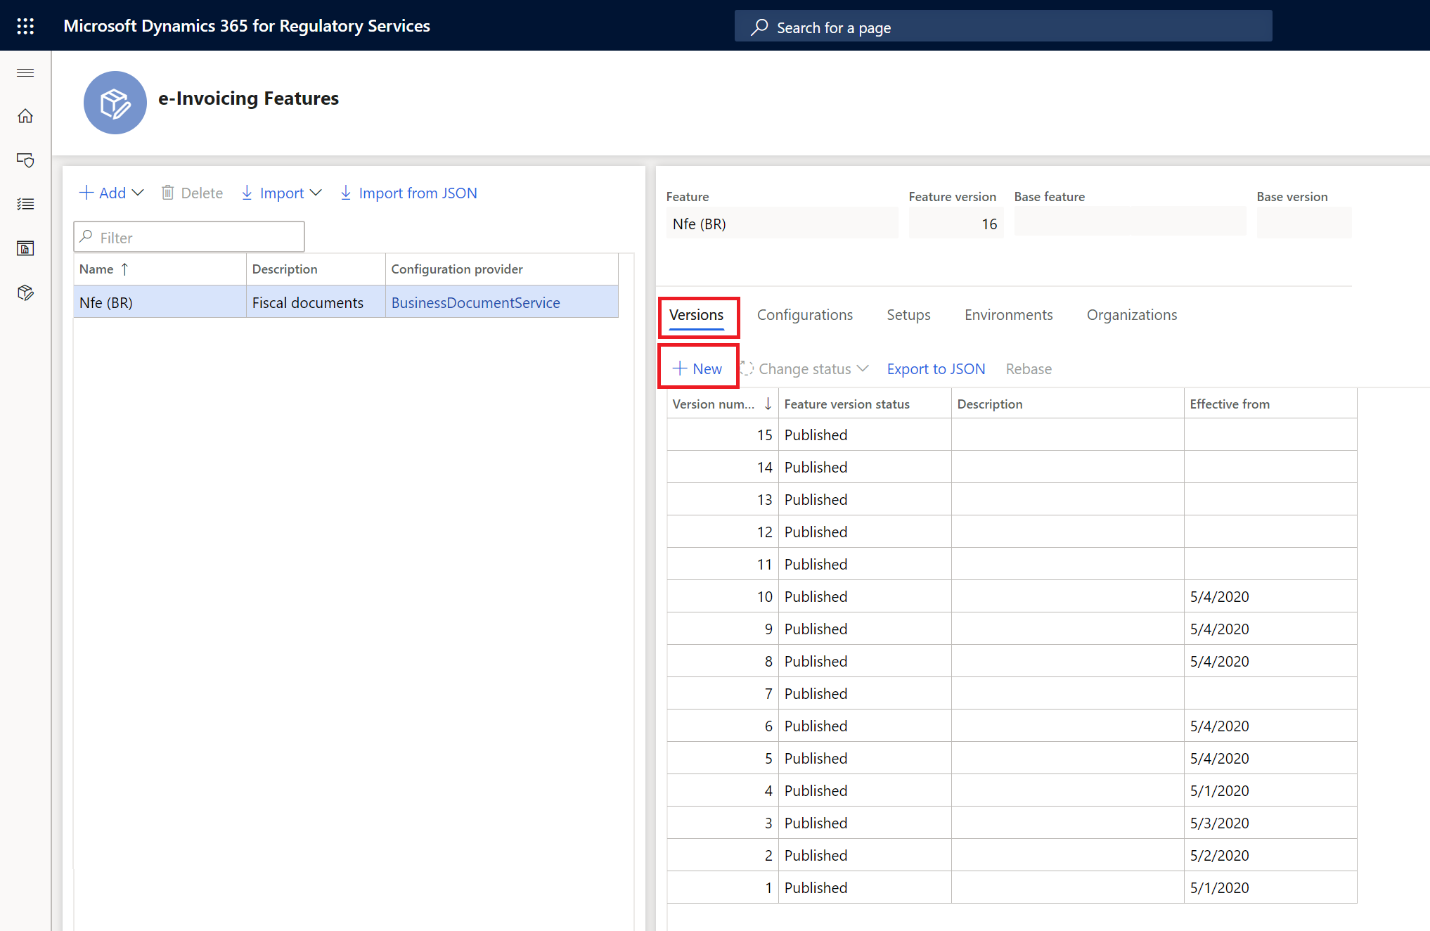 Microsoft Dynamics 365 for Regulatory Services
Search for a page
e-Invoicing Features
Add Delete Import Import from JSON
Filter
Name ↑ Description Configuration provider
Nfe (BR) Fiscal documents BusinessDocumentService
Feature Feature version Base feature Base version
Nfe (BR) 16
Versions Configurations Setups Environments Organizations
+ New Change status Export to JSON Rebase
Version num... ↓ Feature version status Description Effective from
15 Published
14 Published
13 Published
12 Published
11 Published
10 Published 5/4/2020
9 Published 5/4/2020
8 Published 5/4/2020
7 Published
6 Published 5/4/2020
5 Published 5/4/2020
4 Published 5/1/2020
3 Published 5/3/2020
2 Published 5/2/2020
1 Published 5/1/2020